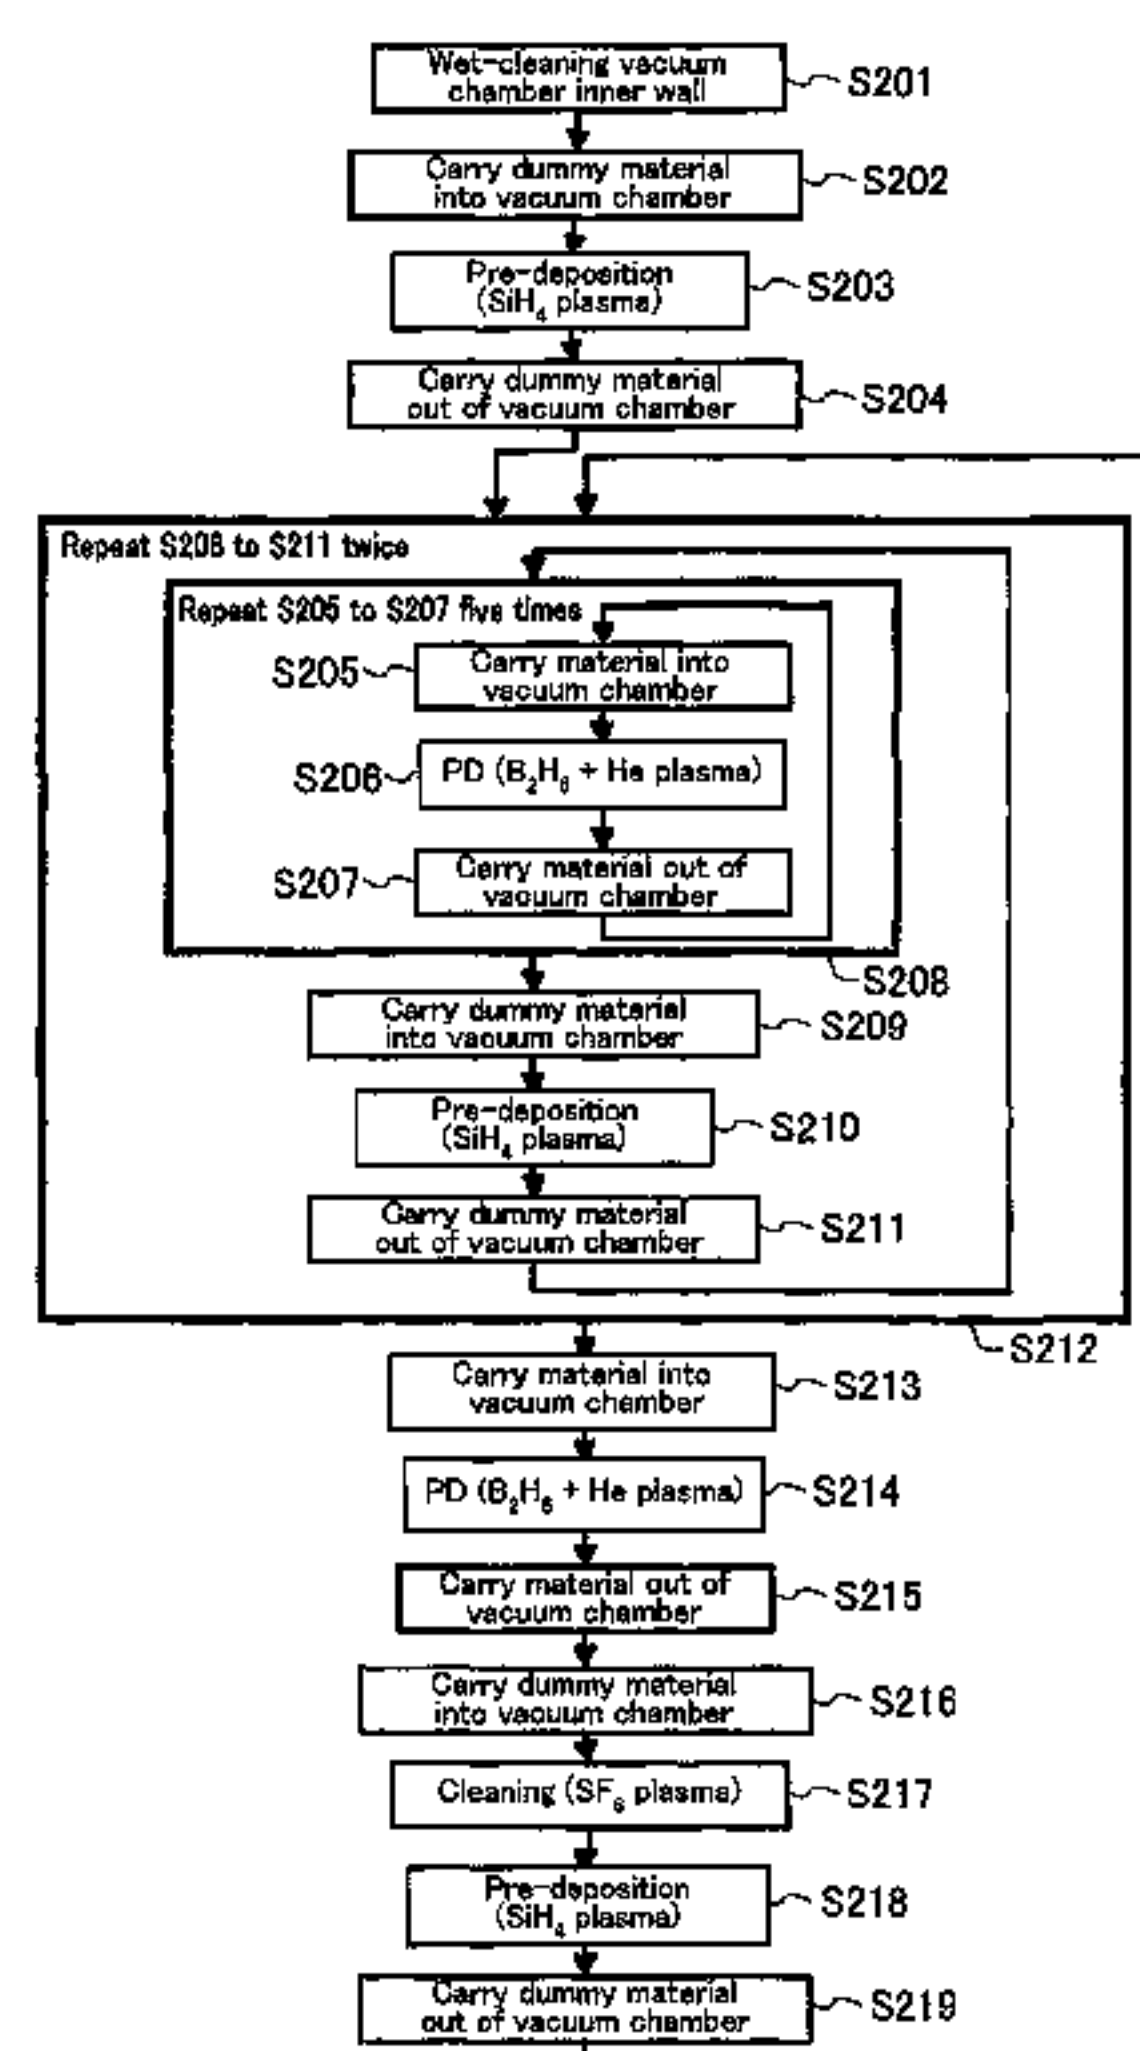 Wet-cleaning vacuum
chamber inner wall
S201
Carry dummy material
into vacuum chamber
S202
Pre-deposition
(SiH4 plasma)
S203
Carry dummy material
out of vacuum chamber
S204
Repeat S208 to S211 twice
Repeat S205 to S207 five times
S205
Carry material into
vacuum chamber
S206
PD (B2H6 + He plasma)
S207
Carry material out of
vacuum chamber
S208
Carry dummy material
into vacuum chamber
S209
Pre-deposition
(SiH4 plasma)
S210
Carry dummy material
out of vacuum chamber
S211
S212
Carry material into
vacuum chamber
S213
PD (B2H6 + He plasma)
S214
Carry material out of
vacuum chamber
S215
Carry dummy material
into vacuum chamber
S216
Cleaning (SF6 plasma)
S217
Pre-deposition
(SiH4 plasma)
S218
Carry dummy material
out of vacuum chamber
S219